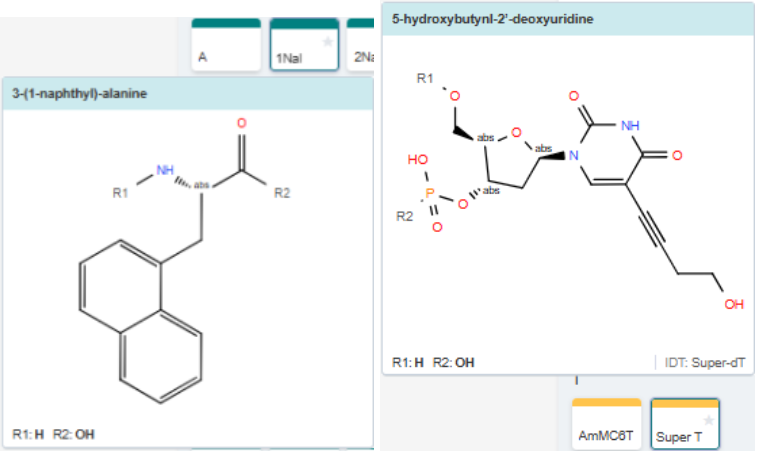 A
1Nal
2Na
3-(1-naphthyl)-alanine
O
NH
abs
R1
R2
R1: H R2: OH
5-hydroxybutynl-2'-deoxyuridine
R1
O
O
NH
abs
O
abs
N
O
HO
P
abs
O
R2
O
OH
R1: H R2: OH
IDT: Super-dT
AmMC6T
Super T